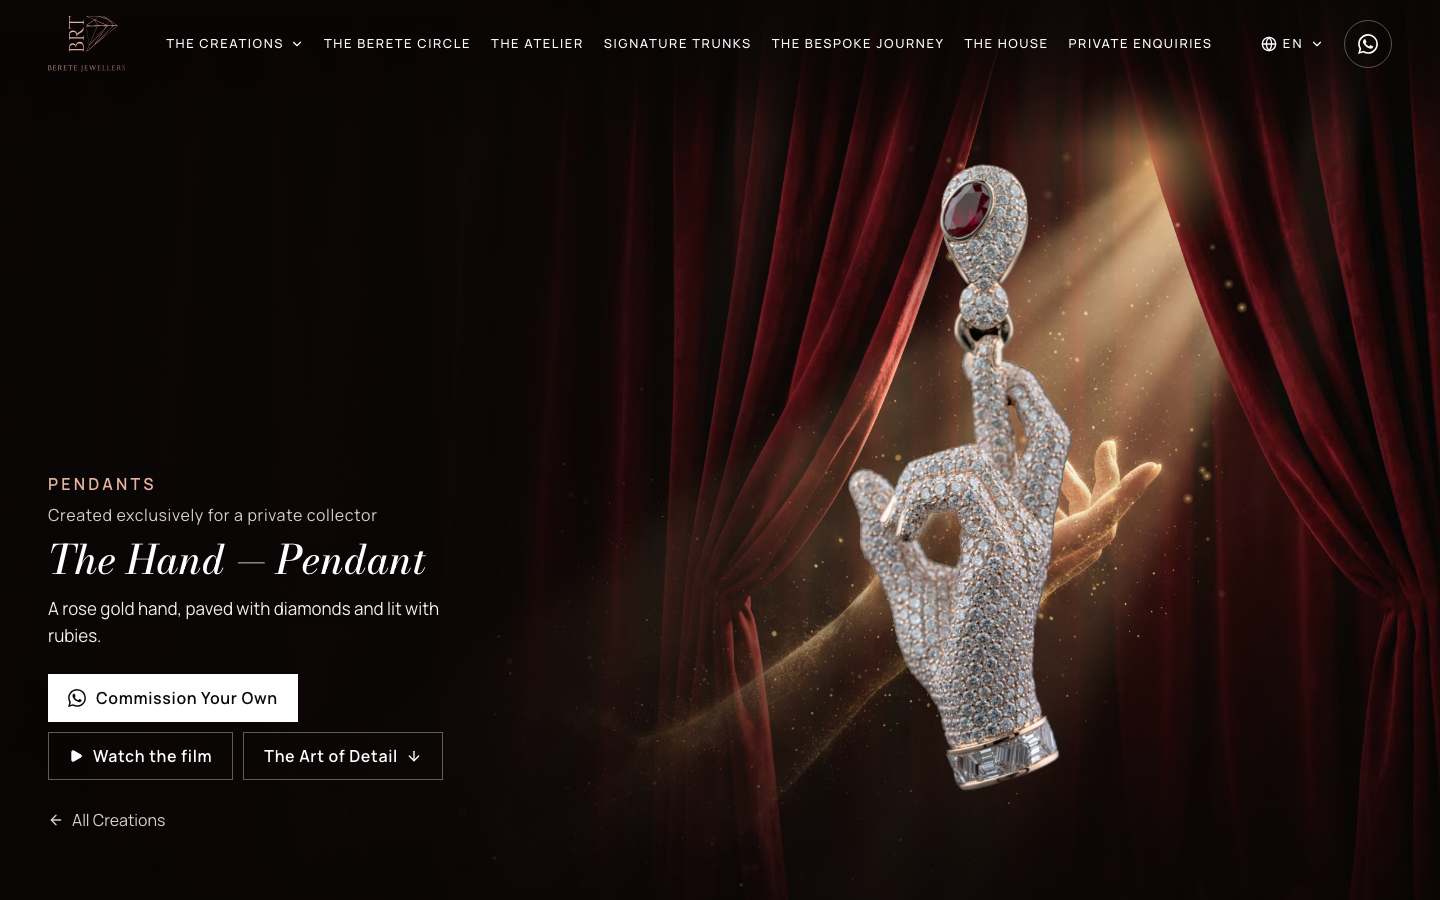 BRT
BERETE JEWELLERS
THE CREATIONS
THE BERETE CIRCLE
THE ATELIER
SIGNATURE TRUNKS
THE BESPOKE JOURNEY
THE HOUSE
PRIVATE ENQUIRIES
EN
PENDANTS
Created exclusively for a private collector
The Hand — Pendant
A rose gold hand, paved with diamonds and lit with
rubies.
Commission Your Own
Watch the film
The Art of Detail
All Creations